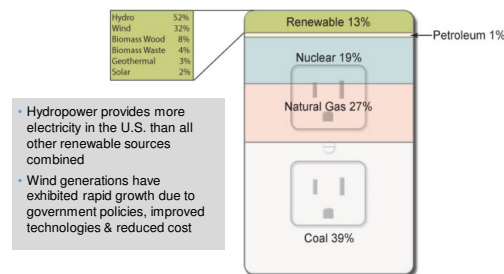 Hydro 52%
Wind 32%
Biomass Wood 8%
Biomass Waste 4%
Geothermal 3%
Solar 2%
Renewable 13%
Petroleum 1%
Nuclear 19%
Natural Gas 27%
Coal 39%
• Hydropower provides more
electricity in the U.S. than all
other renewable sources
combined
• Wind generations have
exhibited rapid growth due to
government policies, improved
technologies & reduced cost